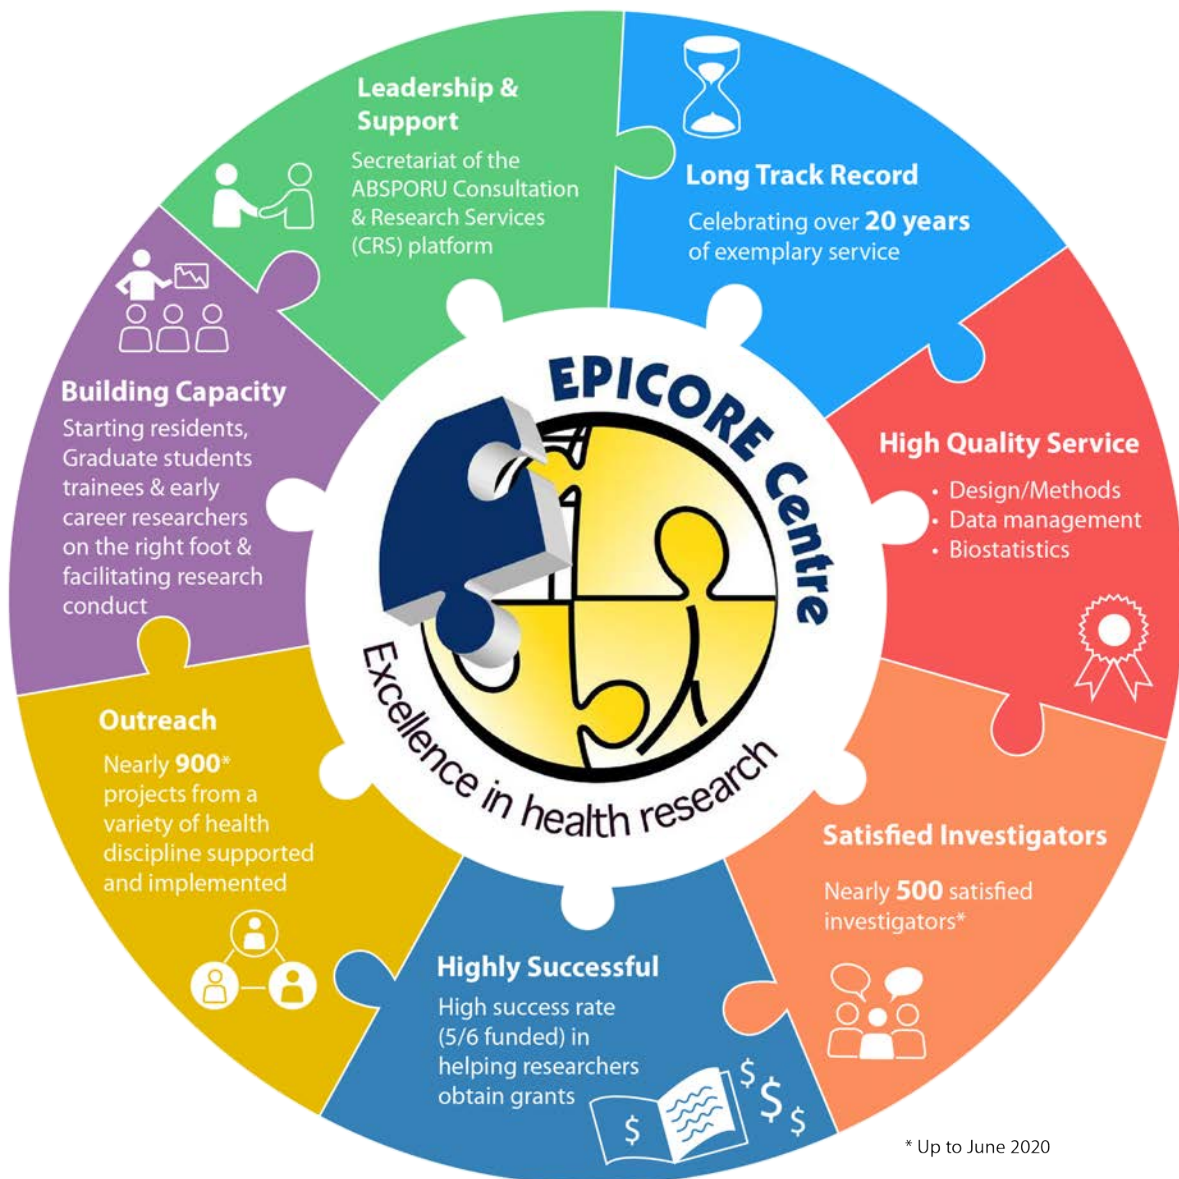 Leadership &
Support
Secretariat of the
ABSPORU Consultation
& Research Services
(CRS) platform
Long Track Record
Celebrating over 20 years
of exemplary service
High Quality Service
• Design/Methods
• Data management
• Biostatistics
Satisfied Investigators
Nearly 500 satisfied
investigators*
Highly Successful
High success rate
(5/6 funded) in
helping researchers
obtain grants
$
$
$
$
Outreach
Nearly 900*
projects from a
variety of health
discipline supported
and implemented
Building Capacity
Starting residents,
Graduate students
trainees & early
career researchers
on the right foot &
facilitating research
conduct
EPICORE Centre
Excellence in health research
* Up to June 2020